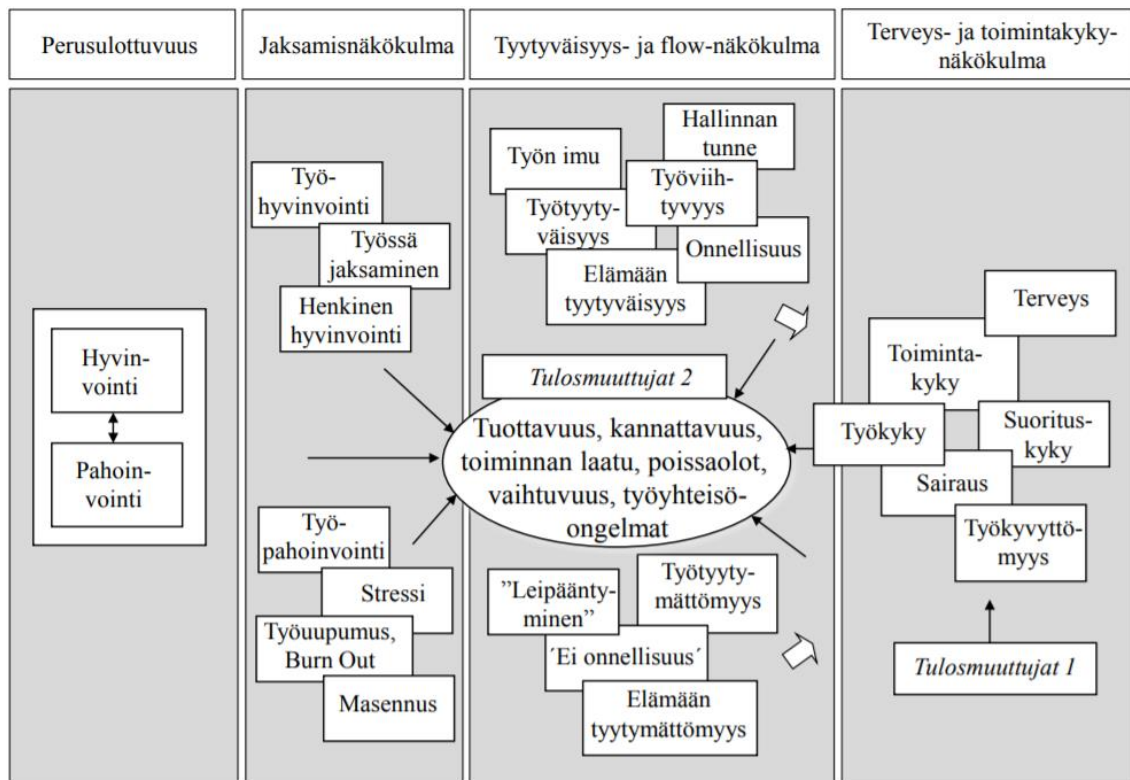 Perusulottuvuus
Jaksamisnäkökulma
Tyytyväisyys- ja flow-näkökulma
Terveys- ja toimintakyky-
näkökulma
Hyvin-
vointi
Pahoin-
vointi
Työ-
hyvinvointi
Työssä
jaksaminen
Henkinen
hyvinvointi
Työ-
pahoinvointi
Stressi
Työuupumus,
Burn Out
Masennus
Hallinnan
tunne
Työn imu
Työviih-
tyvyys
Työtyyty-
väisyys
Onnellisuus
Elämään
tyytyväisyys
Tulosmuuttujat 2
Tuottavuus, kannattavuus,
toiminnan laatu, poissaolot,
vaihtuvuus, työyhteisö-
ongelmat
”Leipäänty-
minen”
Työtyyty-
mättömyys
´Ei onnellisuus´
Elämään
tyytymättömyys
Terveys
Toiminta-
kyky
Työkyky
Suoritus-
kyky
Sairaus
Työkyvyttö-
myys
Tulosmuuttujat 1